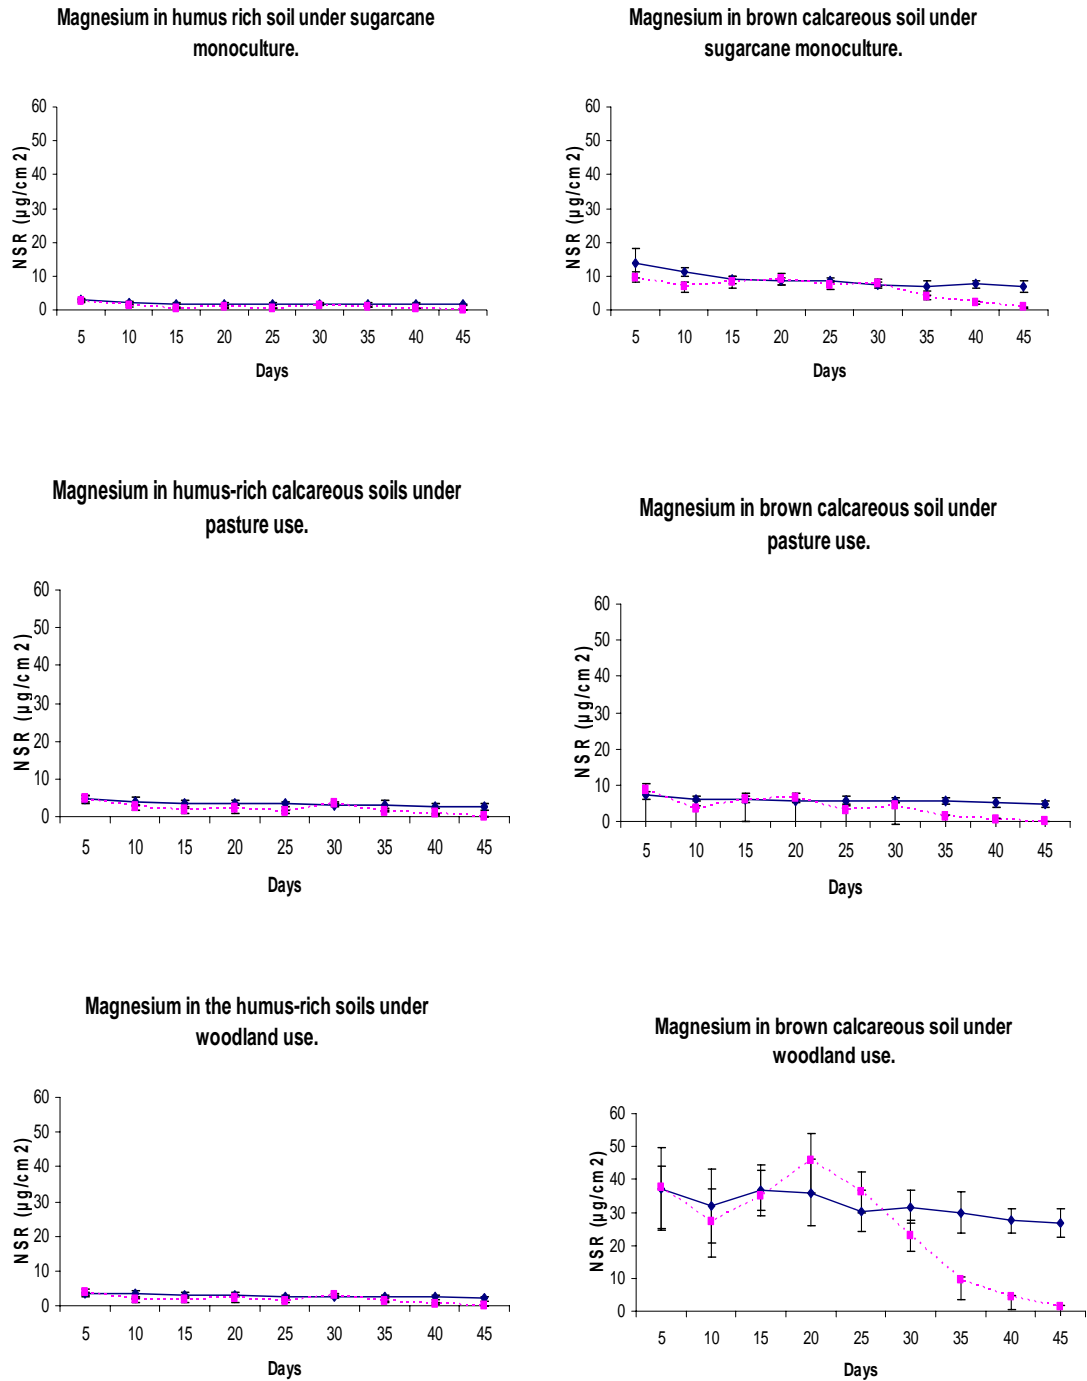 Magnesium in humus rich soil under sugarcane
monoculture.
60
50
40
30
20
10
0
NSR (µg/cm 2)
5 10 15 20 25 30 35 40 45
Days
Magnesium in brown calcareous soil under
sugarcane monoculture.
60
50
40
30
20
10
0
NSR (µg/cm 2)
5 10 15 20 25 30 35 40 45
Days
Magnesium in humus-rich calcareous soils under
pasture use.
60
50
40
30
20
10
0
NSR (µg/cm 2)
5 10 15 20 25 30 35 40 45
Days
Magnesium in brown calcareous soil under
pasture use.
60
50
40
30
20
10
0
NSR (µg/cm 2)
5 10 15 20 25 30 35 40 45
Days
Magnesium in the humus-rich soils under
woodland use.
60
50
40
30
20
10
0
NSR (µg/cm 2)
5 10 15 20 25 30 35 40 45
Days
Magnesium in brown calcareous soil under
woodland use.
60
50
40
30
20
10
0
NSR (µg/cm 2)
5 10 15 20 25 30 35 40 45
Days